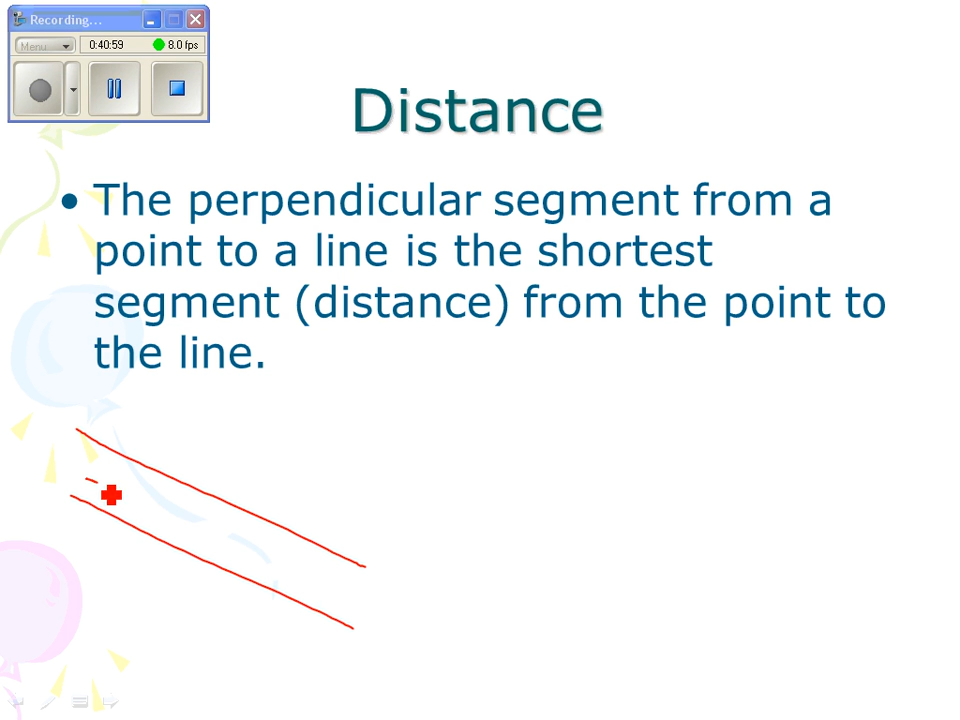 Recording...
Menu
0:40:59
8.0 fps
Distance
• The perpendicular segment from a
point to a line is the shortest
segment (distance) from the point to
the line.